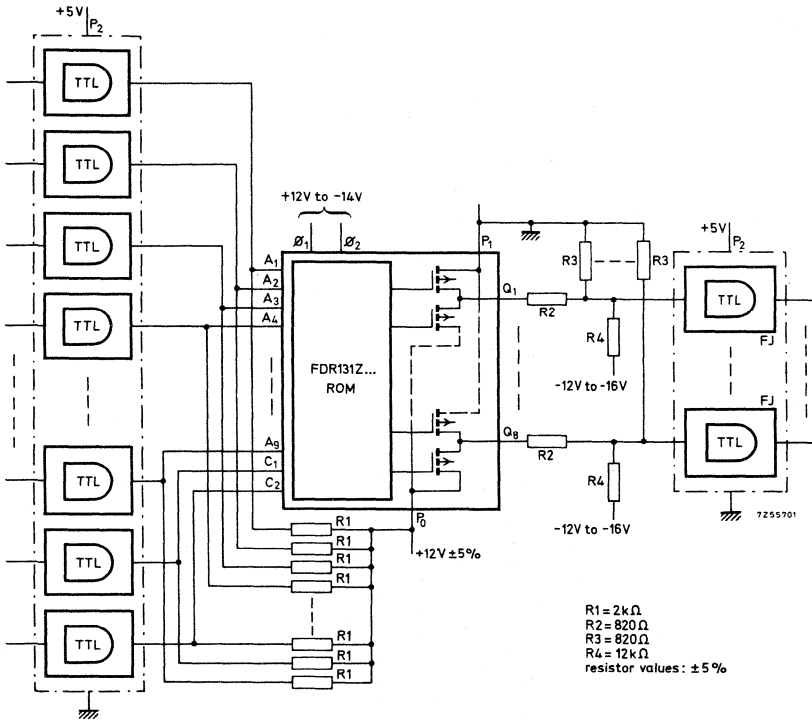 +5V
P2
TTL
TTL
TTL
TTL
TTL
TTL
TTL
+12V to -14V
Ø1 Ø2
A1
A2
A3
A4
A9
C1
C2
FDR131Z...
ROM
P1
Q1
Q8
P0
+12V ±5%
R1
R1
R1
R1
R1
R1
R1
R2
R3
R3
R4
-12V to -16V
R2
R4
-12V to -16V
+5V
P2
TTL
FJ
FJ
TTL
7Z55701
R1 = 2kΩ
R2 = 820Ω
R3 = 820Ω
R4 = 12kΩ
resistor values: ±5%